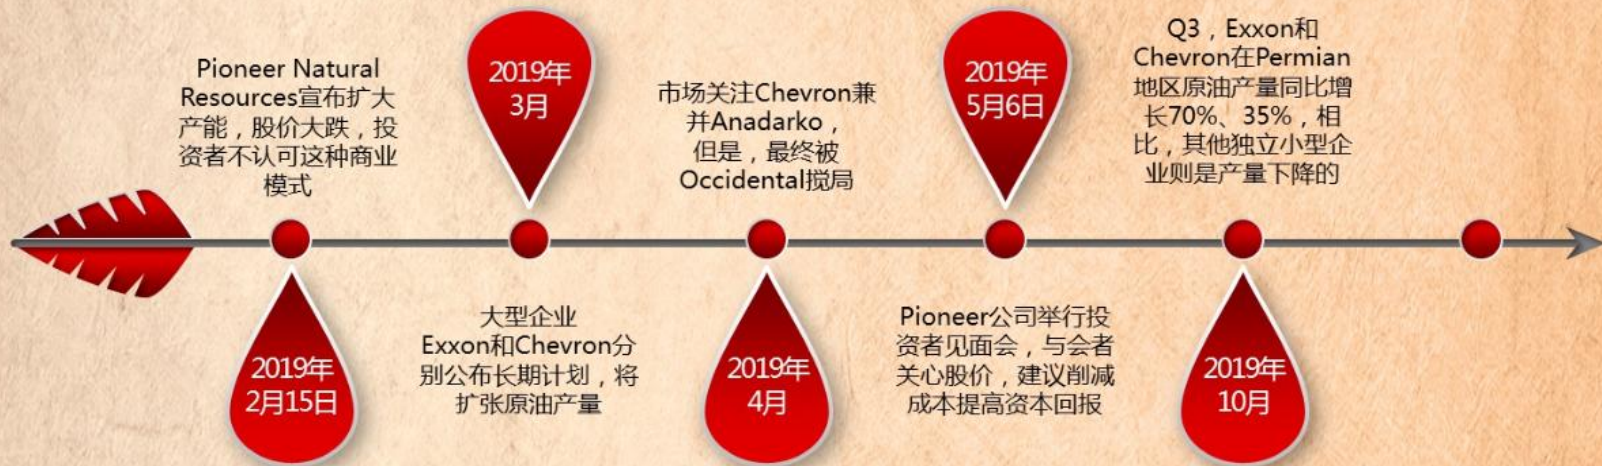 Pioneer Natural
Resources宣布扩大
产能，股价大跌，投
资者不认可这种商业
模式
2019年
2月15日
2019年
3月
大型企业
Exxon和Chevron分
别公布长期计划，将
扩张原油产量
市场关注Chevron兼
并Anadarko，
但是，最终被
Occidental搅局
2019年
4月
2019年
5月6日
Pioneer公司举行投
资者见面会，与会者
关心股价，建议削减
成本提高资本回报
Q3，Exxon和
Chevron在Permian
地区原油产量同比增
长70%、35%，相
比，其他独立小型企
业则是产量下降的
2019年
10月